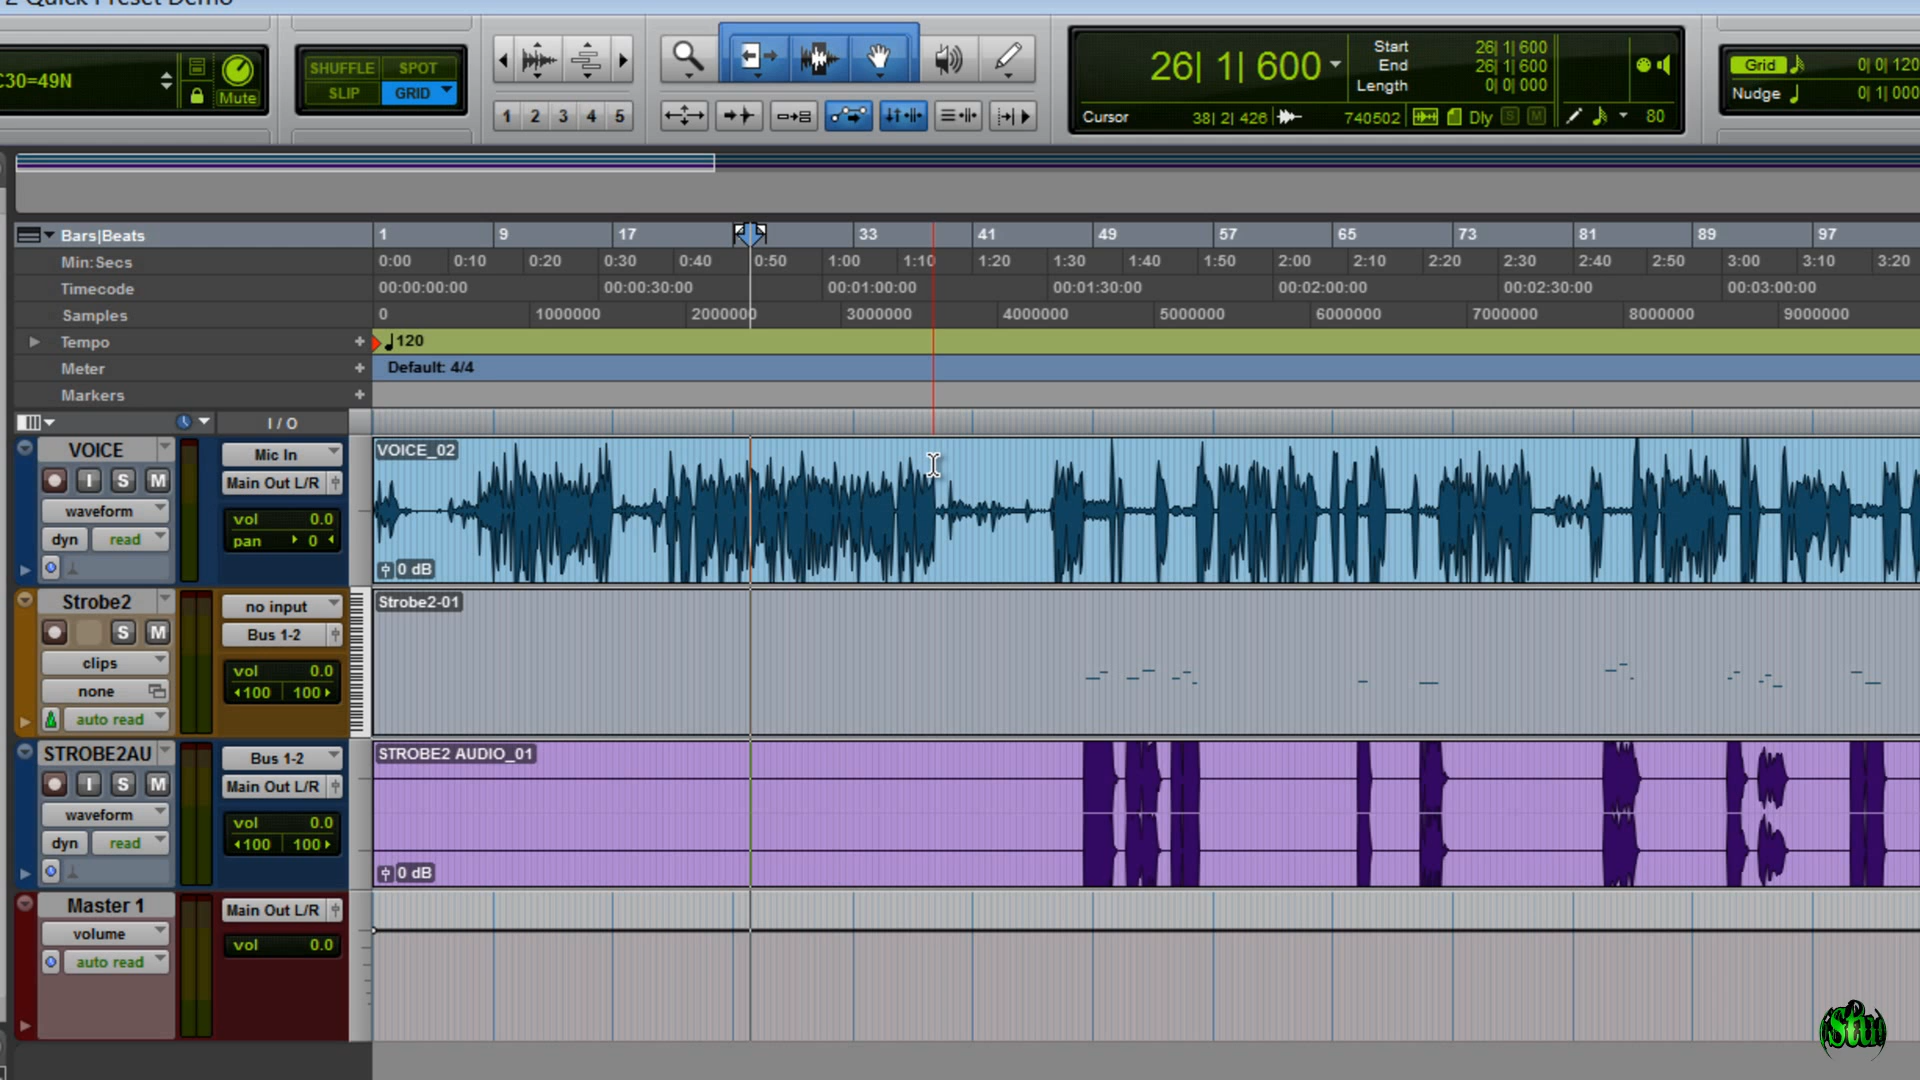 2 Quick Preset Demo
C30=49N
Mute
SHUFFLE SPOT
SLIP GRID
1 2 3 4 5
26| 1| 600
Start 26| 1| 600
End 26| 1| 600
Length 0| 0| 000
Cursor 38| 2| 426 740502 Dly S M 80
Grid 0| 0| 120
Nudge 0| 1| 000
Bars|Beats 1 9 17 33 41 49 57 65 73 81 89 97
Min:Secs 0:00 0:10 0:20 0:30 0:40 0:50 1:00 1:10 1:20 1:30 1:40 1:50 2:00 2:10 2:20 2:30 2:40 2:50 3:00 3:10 3:20
Timecode 00:00:00:00 00:00:30:00 00:01:00:00 00:01:30:00 00:02:00:00 00:02:30:00 00:03:00:00
Samples 0 1000000 2000000 3000000 4000000 5000000 6000000 7000000 8000000 9000000
Tempo + 120
Meter + Default: 4/4
Markers +
I / O
VOICE
I S M
waveform
dyn read
Mic In
Main Out L/R
vol 0.0
pan 0
VOICE_02
0 dB
Strobe2
S M
clips
none
auto read
no input
Bus 1-2
vol 0.0
100 100
Strobe2-01
STROBE2AU
I S M
waveform
dyn read
Bus 1-2
Main Out L/R
vol 0.0
100 100
STROBE2 AUDIO_01
0 dB
Master 1
volume
auto read
Main Out L/R
vol 0.0
Stu